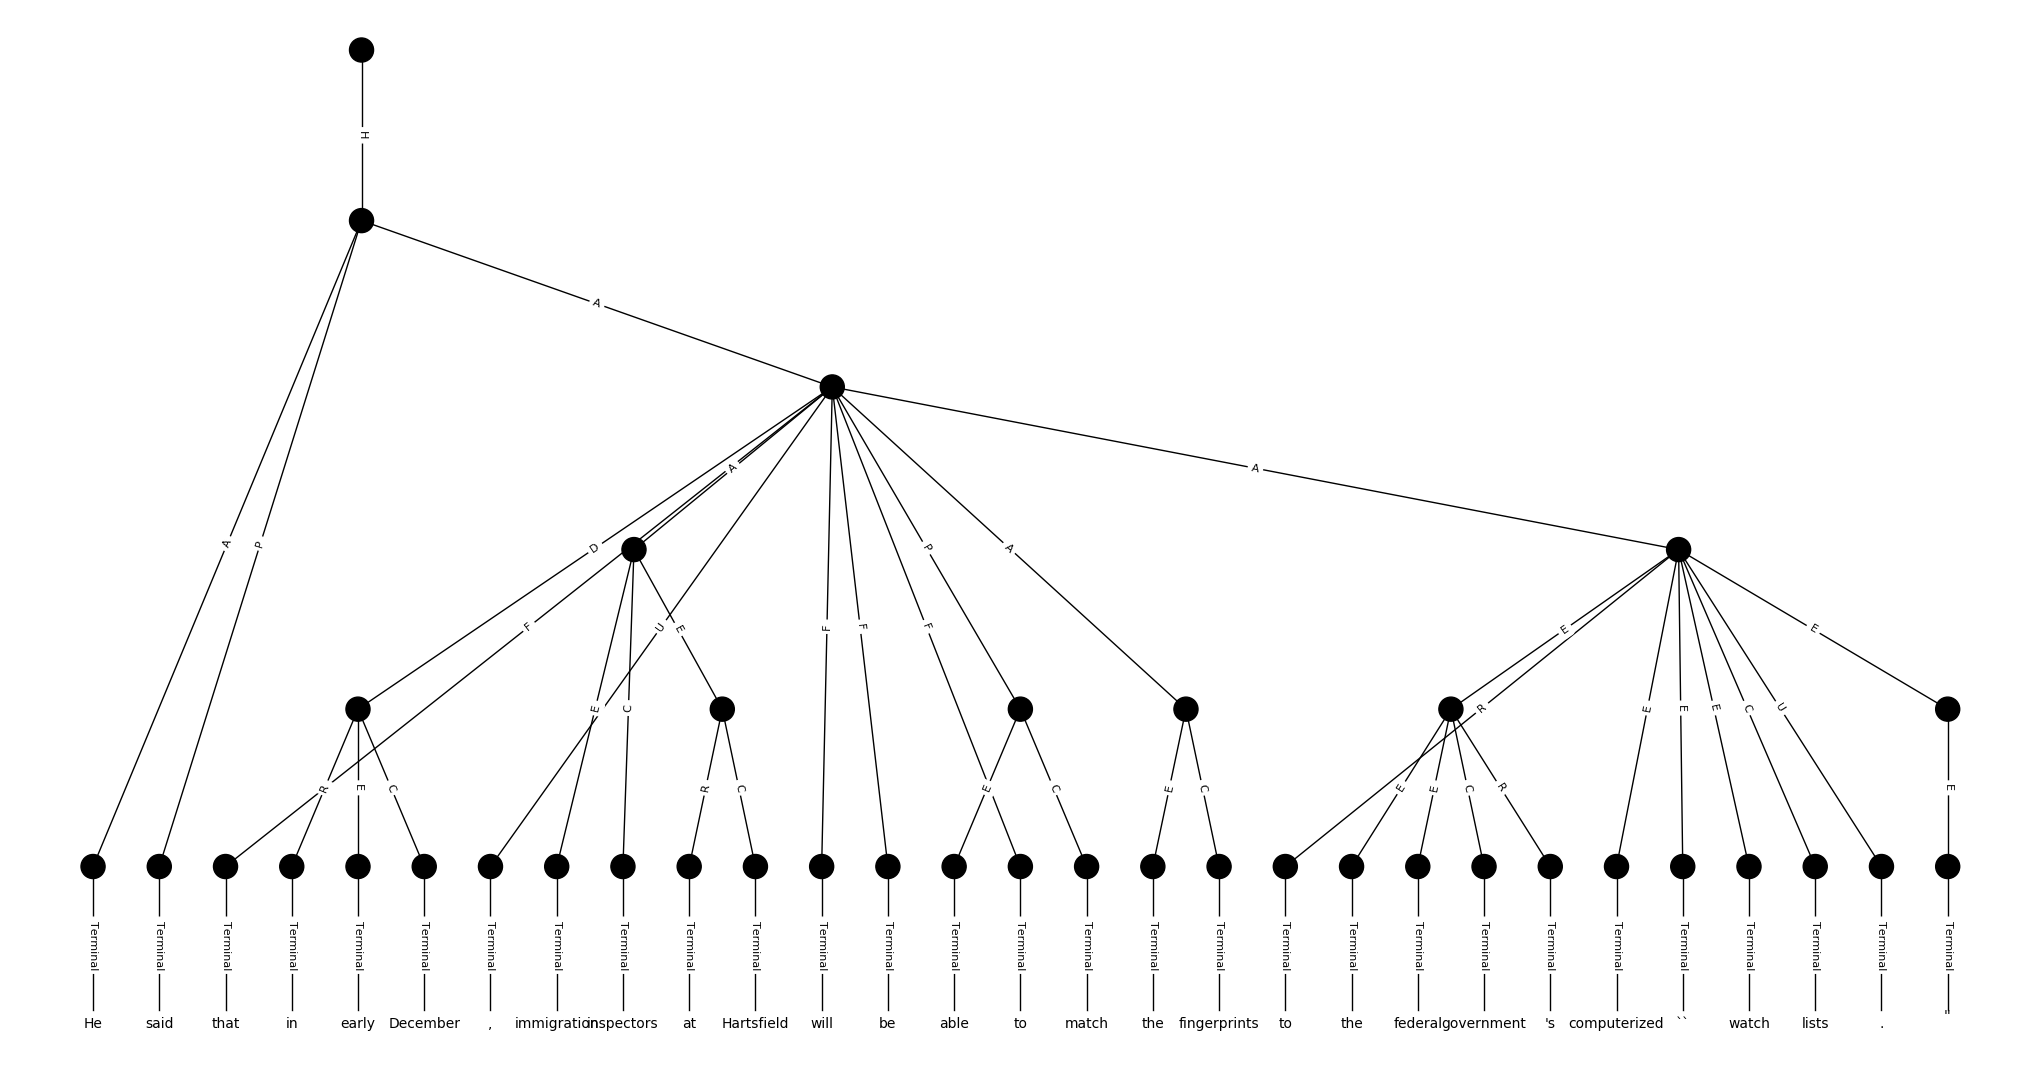 H
A
A
A
D
A
P
A
A
P
F
U
E
F
F
F
E
E
E
C
R
E
E
E
C
U
R
E
C
R
C
E
C
E
C
E
E
C
R
E
Terminal Terminal Terminal Terminal Terminal Terminal Terminal Terminal Terminal Terminal Terminal Terminal Terminal Terminal Terminal Terminal Terminal Terminal Terminal Terminal Terminal Terminal Terminal Terminal Terminal Terminal Terminal Terminal Terminal
He said that in early December , immigration inspectors at Hartsfield will be able to match the fingerprints to the federal government 's computerized `` watch lists . "